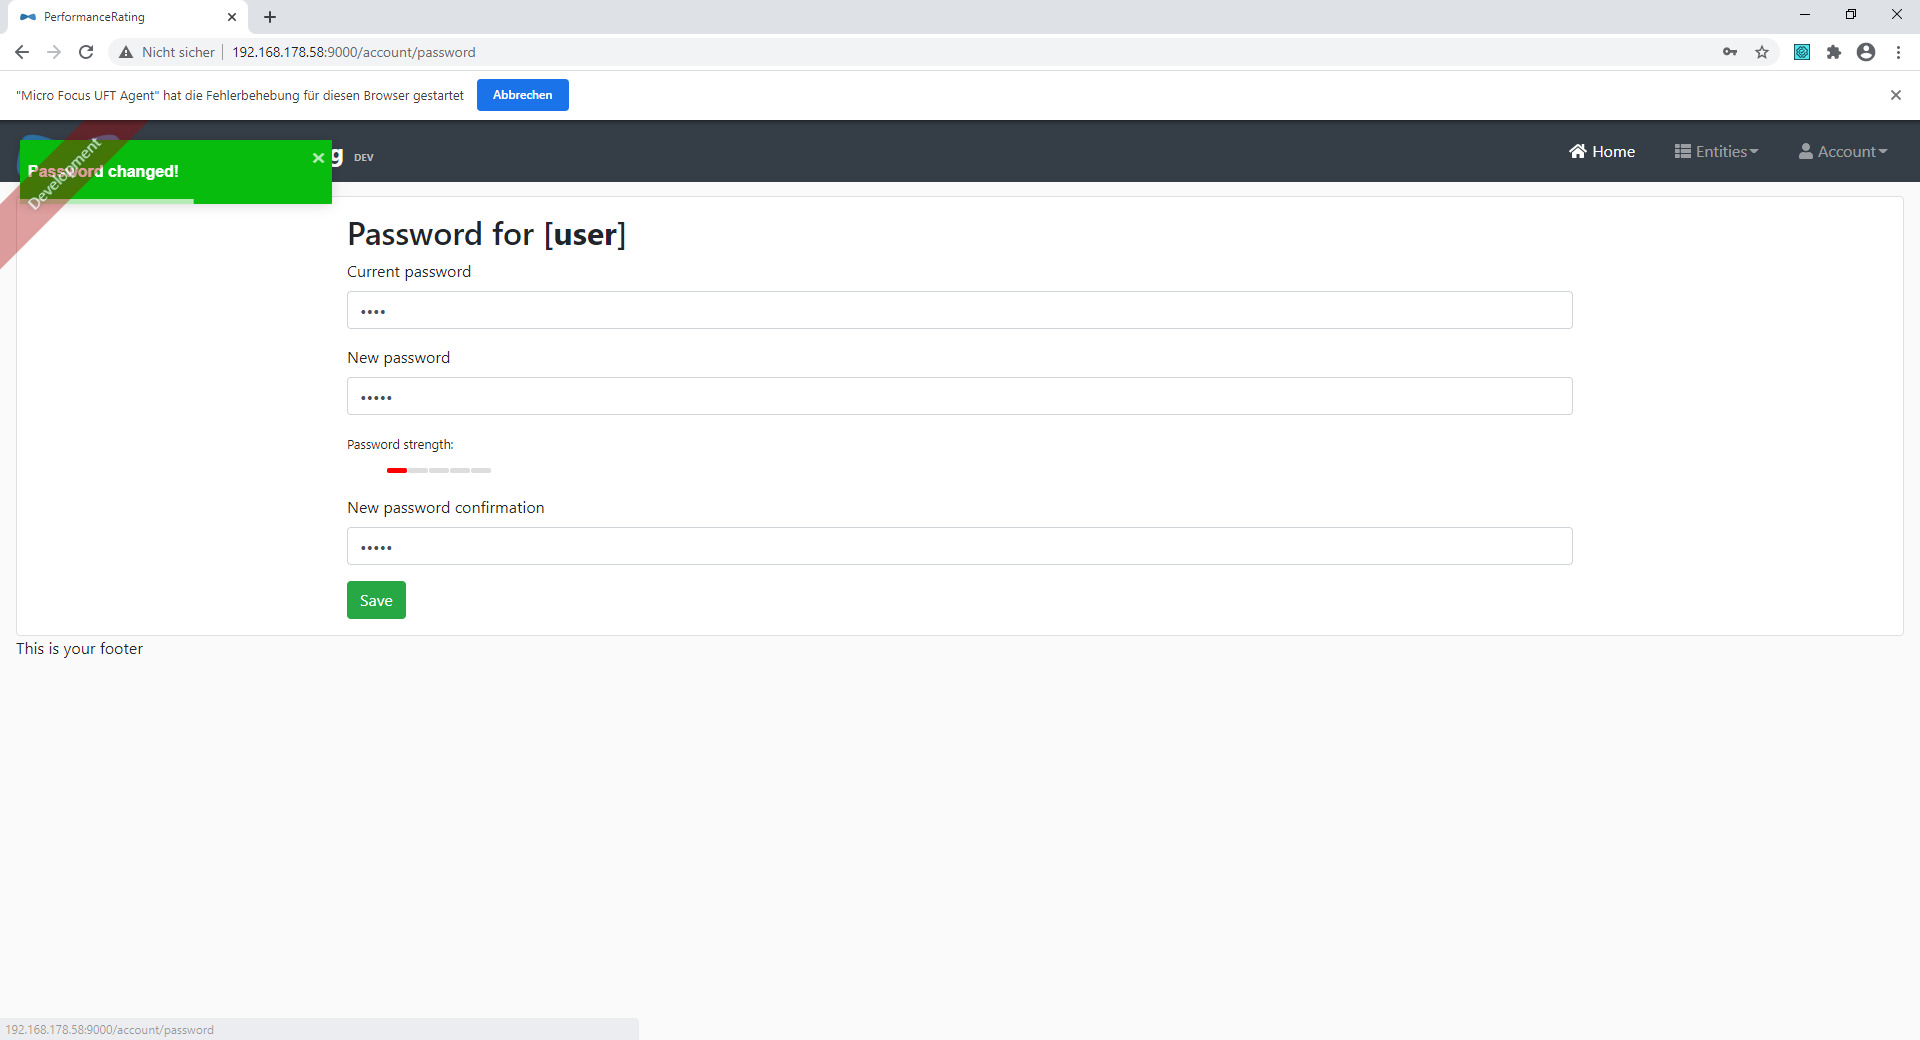 PerformanceRating
Nicht sicher 192.168.178.58:9000/account/password
"Micro Focus UFT Agent" hat die Fehlerbehebung für diesen Browser gestartet Abbrechen
Development
Password changed!
g DEV
Home Entities Account
Password for [user]
Current password
••••
New password
•••••
Password strength:
New password confirmation
•••••
Save
This is your footer
192.168.178.58:9000/account/password